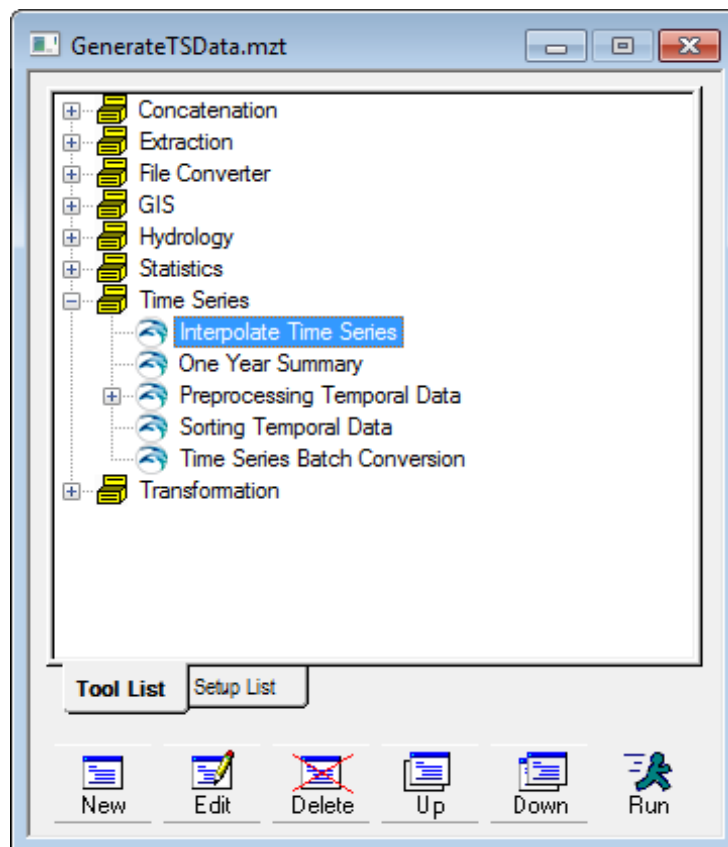 GenerateTSData.mzt
Concatenation
Extraction
File Converter
GIS
Hydrology
Statistics
Time Series
Interpolate Time Series
One Year Summary
Preprocessing Temporal Data
Sorting Temporal Data
Time Series Batch Conversion
Transformation
Tool List Setup List
New Edit Delete Up Down Run